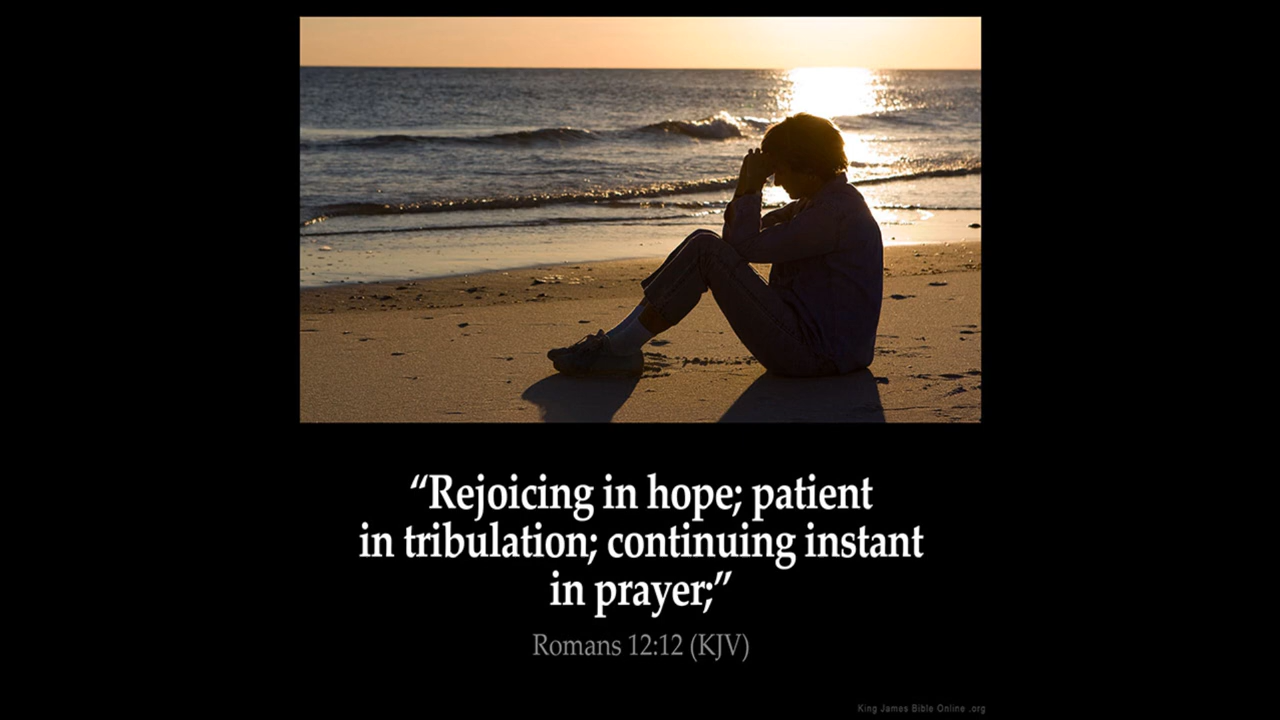 “Rejoicing in hope; patient
in tribulation; continuing instant
in prayer;”
Romans 12:12 (KJV)
King James Bible Online .org